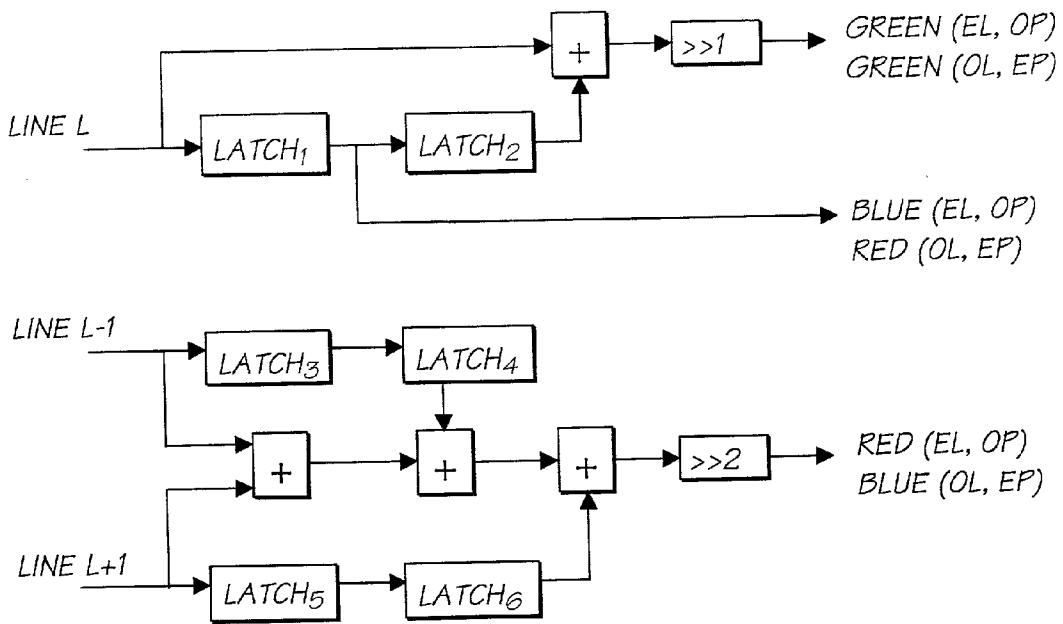 GREEN (EL, OP)
+
>>1
GREEN (OL, EP)
LINE L
LATCH1
LATCH2
BLUE (EL, OP)
RED (OL, EP)
LINE L-1
LATCH3
LATCH4
+
+
+
>>2
RED (EL, OP)
BLUE (OL, EP)
LINE L+1
LATCH5
LATCH6